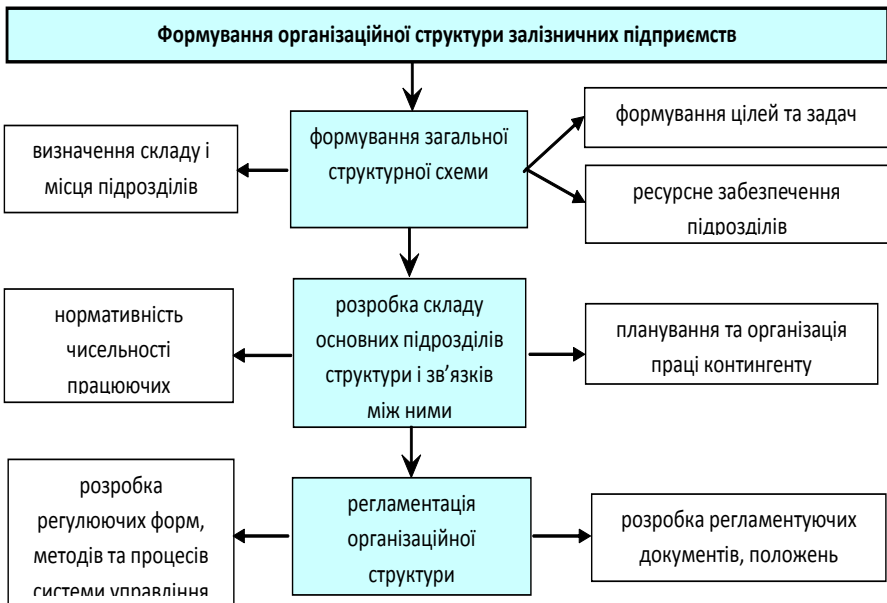 Формування організаційної структури залізничних підприємств
формування загальної
структурної схеми
визначення складу і
місця підрозділів
формування цілей та задач
ресурсне забезпечення
підрозділів
розробка складу
основних підрозділів
структури і зв’язків
між ними
нормативність
чисельності
працюючих
планування та організація
праці контингенту
регламентація
організаційної
структури
розробка
регулюючих форм,
методів та процесів
системи управління
розробка регламентуючих
документів, положень